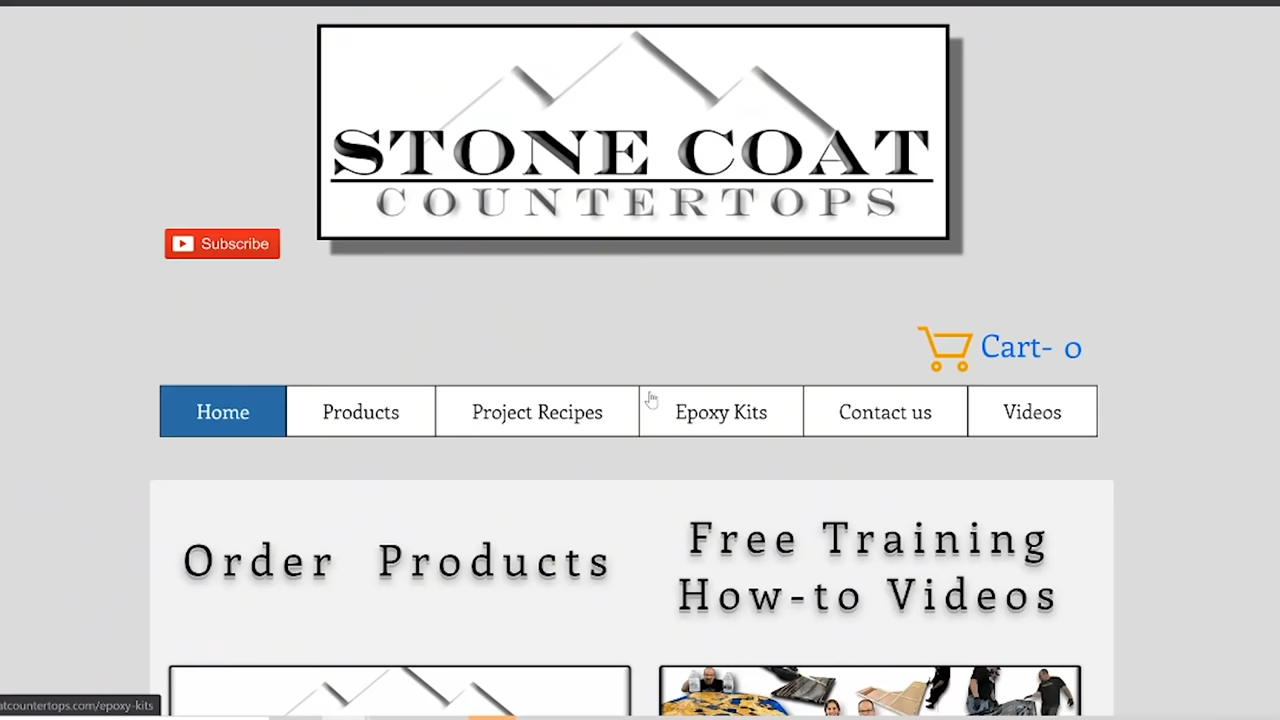 STONE COAT
COUNTERTOPS
Subscribe
Cart- 0
Home Products Project Recipes Epoxy Kits Contact us Videos
Order Products
Free Training
How-to Videos
atcountertops.com/epoxy-kits